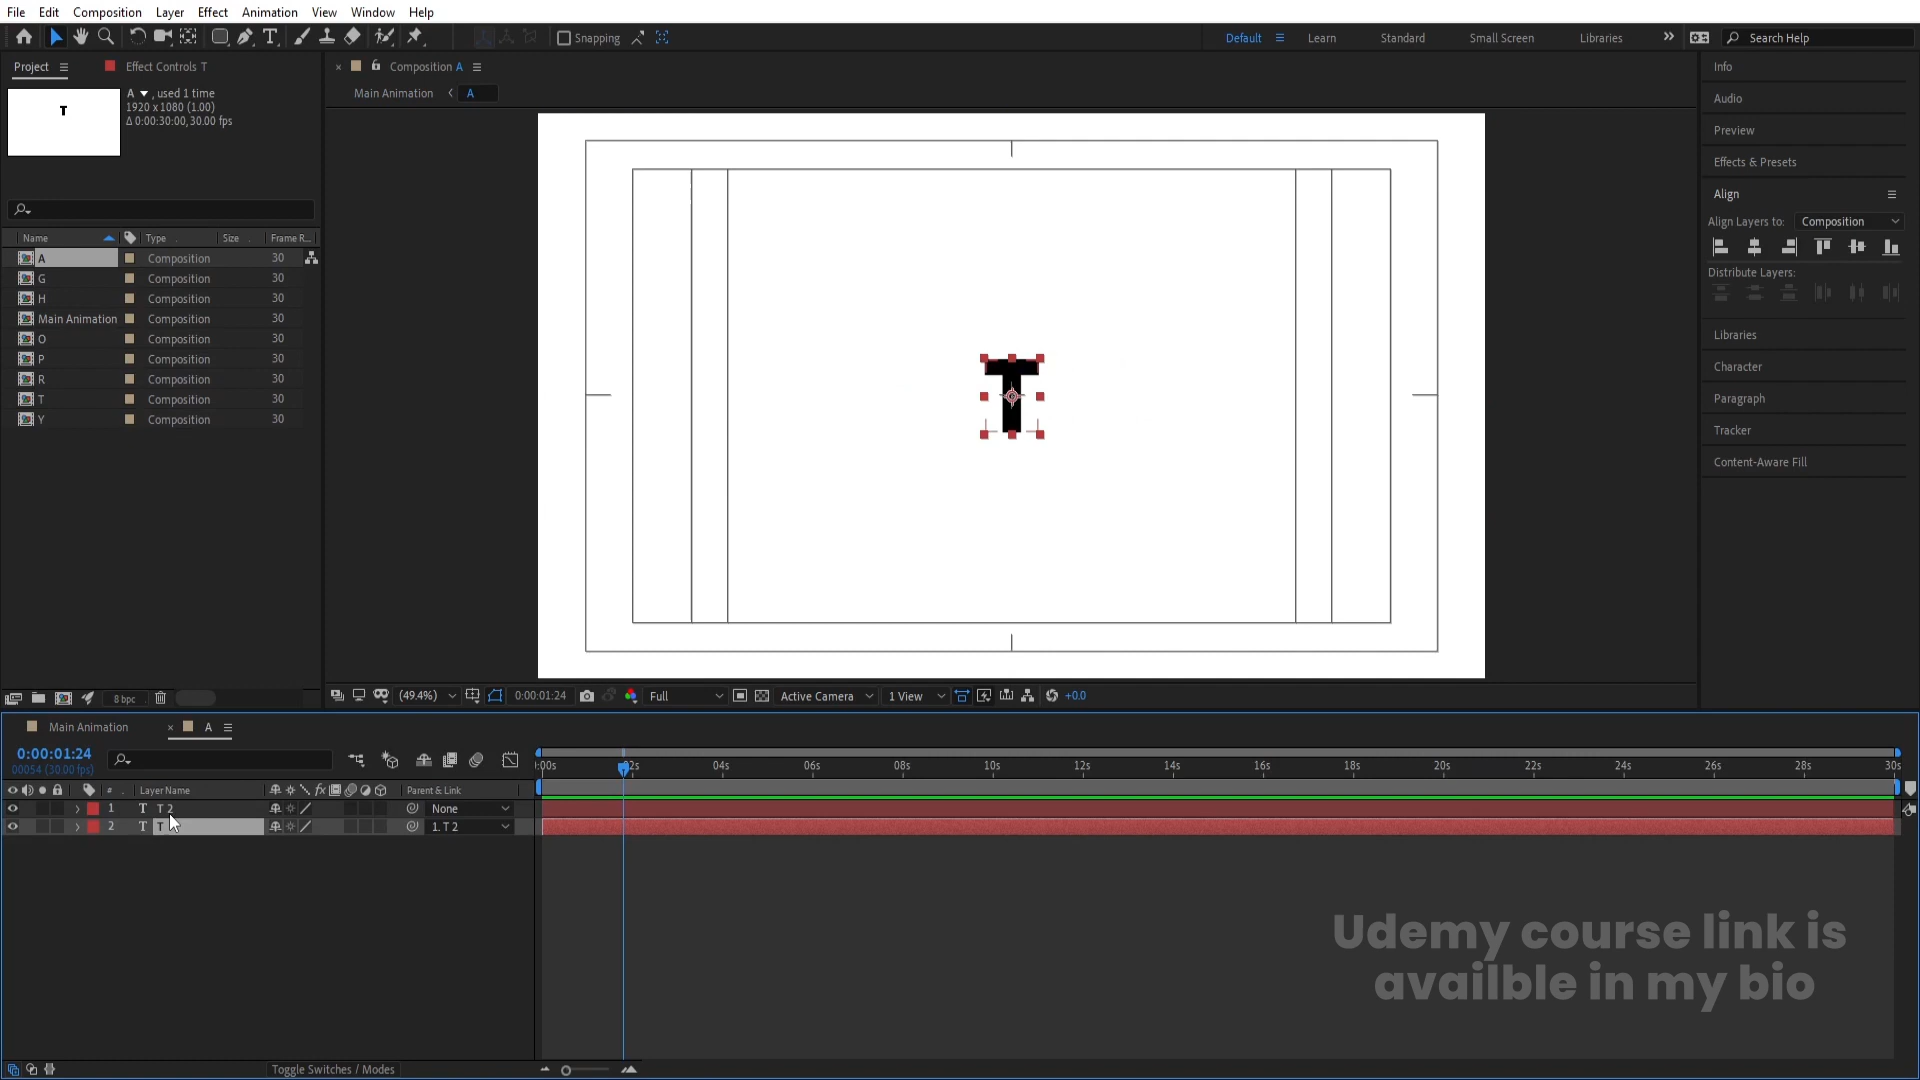 File Edit Composition Layer Effect Animation View Window Help
Snapping
Default Learn Standard Small Screen Libraries Search Help
Project Effect Controls T
Composition A
Main Animation A
A , used 1 time
1920 x 1080 (1.00)
Δ 0:00:30:00, 30.00 fps
T
Name Type Size Frame R...
A Composition 30
G Composition 30
H Composition 30
Main Animation Composition 30
O Composition 30
P Composition 30
R Composition 30
T Composition 30
Y Composition 30
T
Info
Audio
Preview
Effects & Presets
Align
Align Layers to: Composition
Distribute Layers:
Libraries
Character
Paragraph
Tracker
Content-Aware Fill
8 bpc
(49.4%) 0:00:01:24 Full Active Camera 1 View +0.0
Main Animation A
0:00:01:24
00054 (30.00 fps)
:00s 02s 04s 06s 08s 10s 12s 14s 16s 18s 20s 22s 24s 26s 28s 30s
# Layer Name fx Parent & Link
1 T T 2 None
2 T T 1. T 2
Udemy course link is
availble in my bio
Toggle Switches / Modes